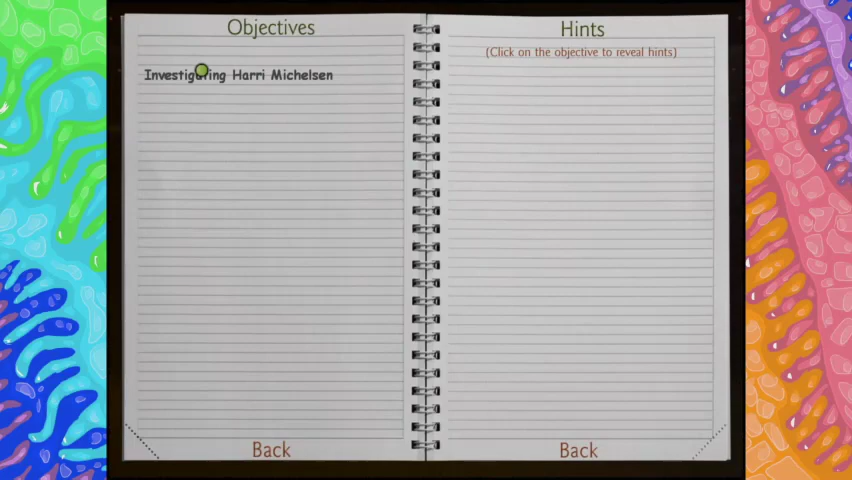 Objectives
Investigating Harri Michelsen
Back
Hints
(Click on the objective to reveal hints)
Back